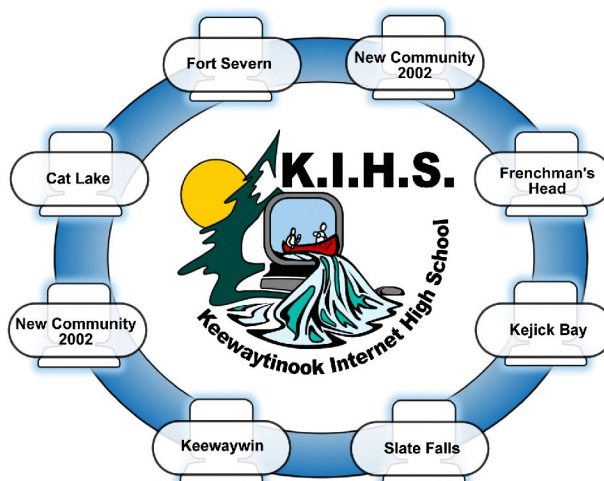 Fort Severn
New Community
2002
Cat Lake
K.I.H.S.
Frenchman's
Head
Keewaytinook Internet High School
New Community
2002
Kejick Bay
Keewaywin
Slate Falls